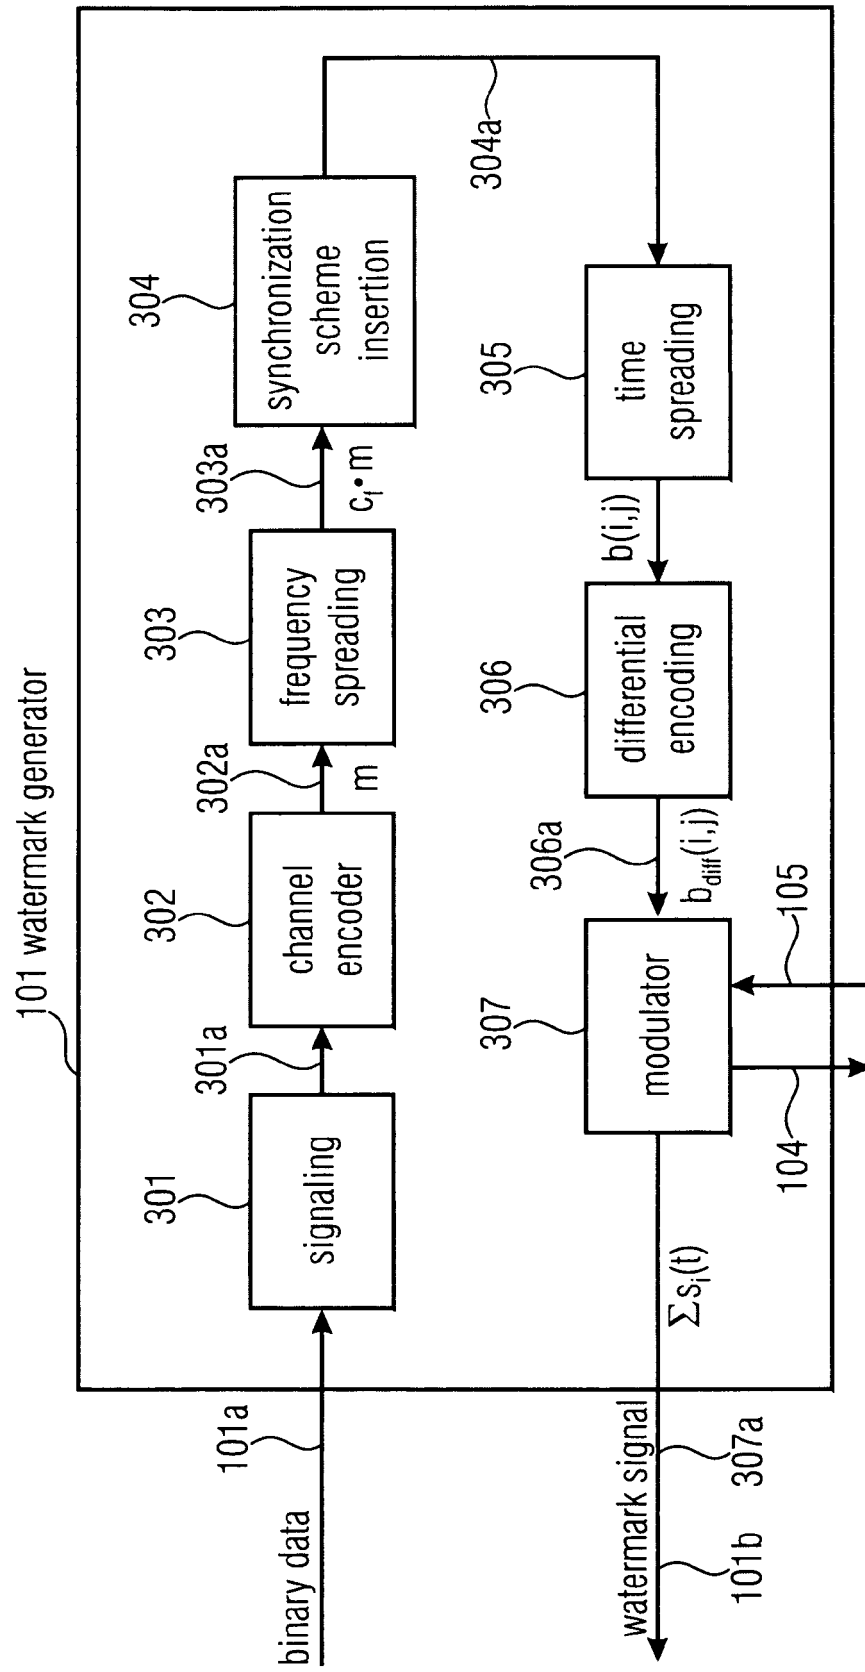 101 watermark generator
binary data
101a
301
signaling
301a
302
channel
encoder
302a
m
303
frequency
spreading
303a
c_f • m
304
synchronization
scheme
insertion
304a
305
time
spreading
b(i,j)
306
differential
encoding
306a
b_diff(i,j)
307
modulator
104
105
Σs_i(t)
watermark signal
101b
307a